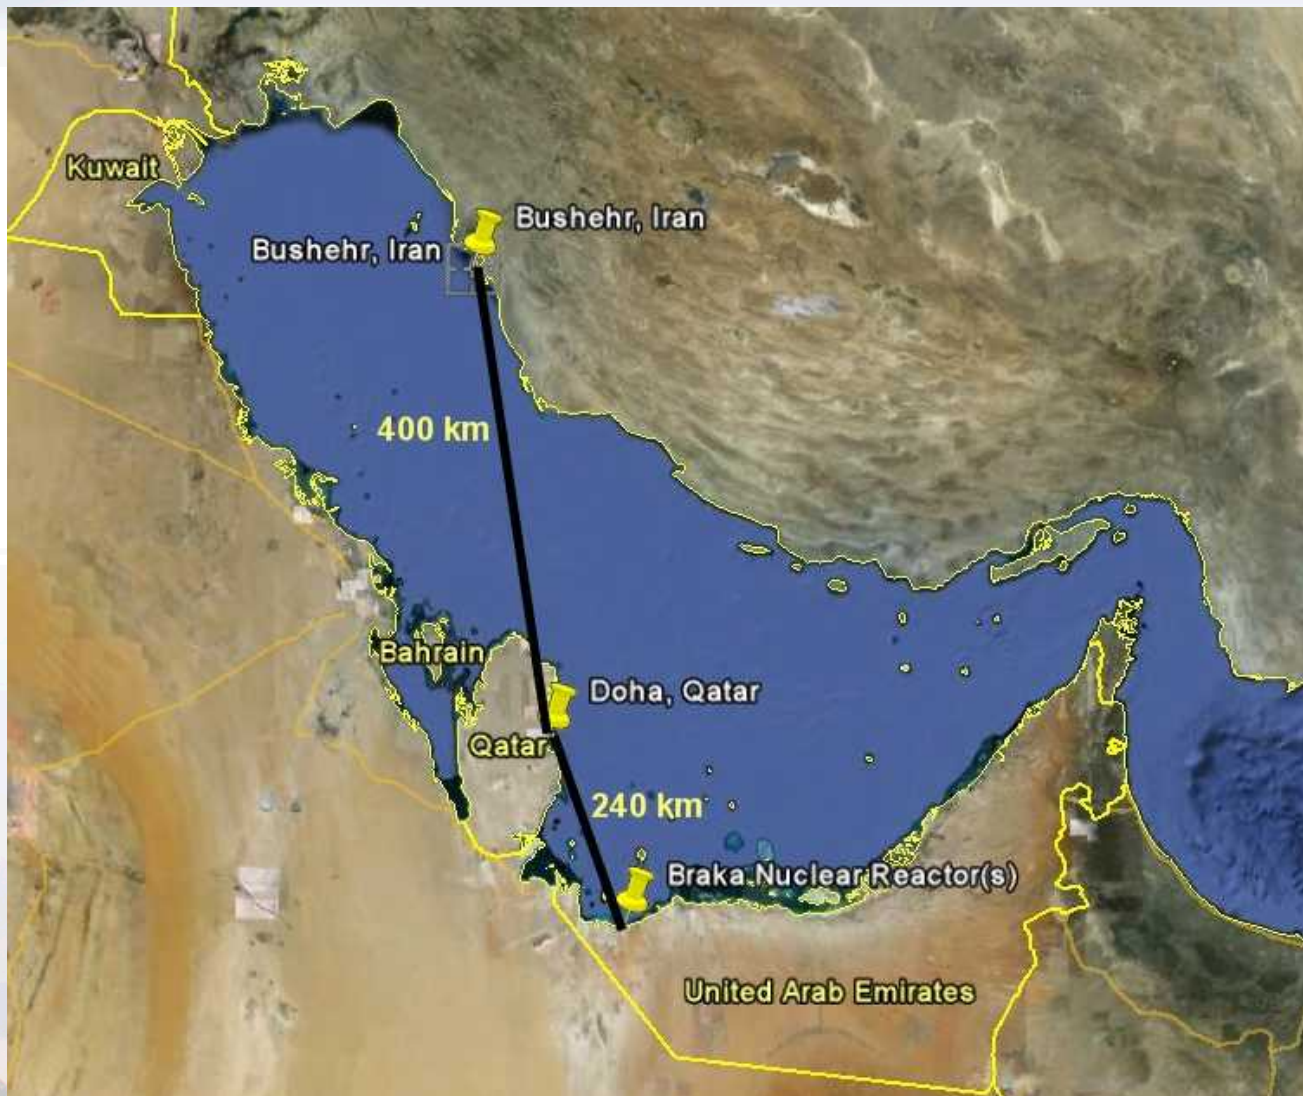 Kuwait
Bushehr, Iran
Bushehr, Iran
400 km
Bahrain
Doha, Qatar
Qatar
240 km
Braka Nuclear Reactor(s)
United Arab Emirates